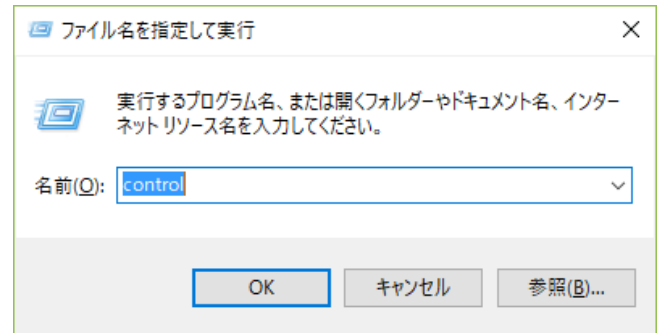 ファイル名を指定して実行
実行するプログラム名、または開くフォルダーやドキュメント名、インター
ネット リソース名を入力してください。
名前(O): control
OK キャンセル 参照(B)...